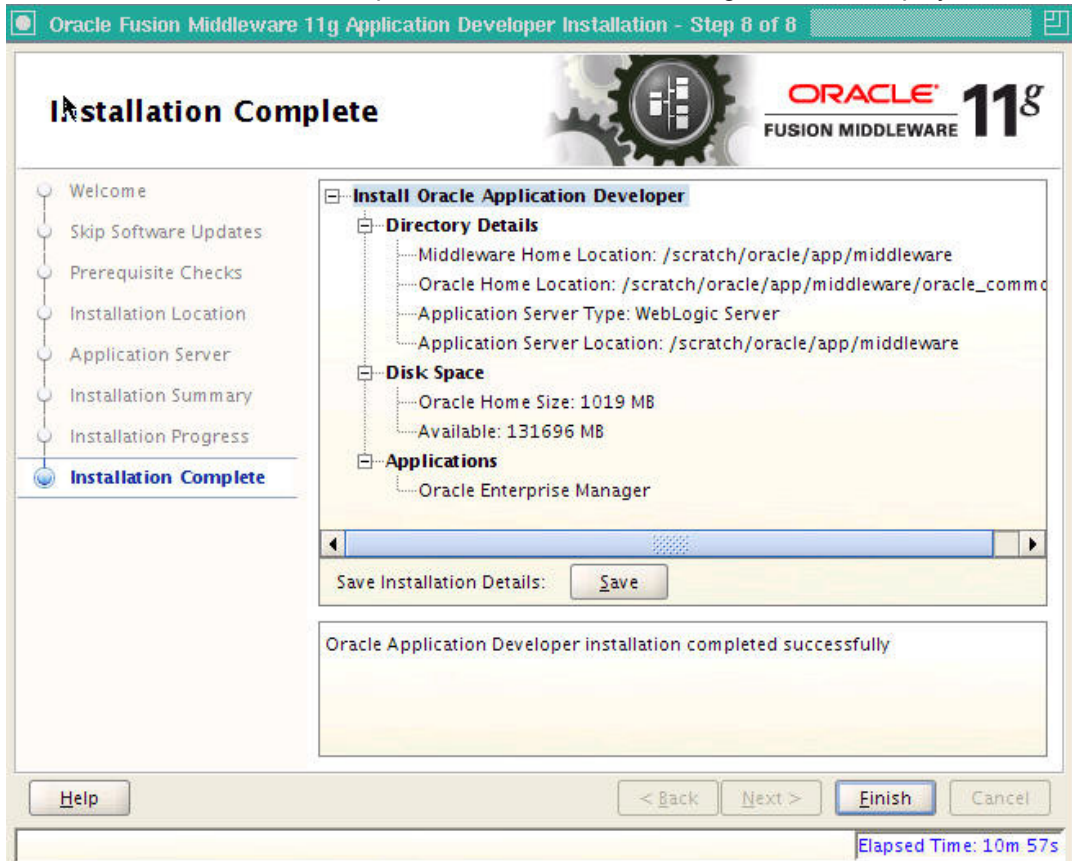 Oracle Fusion Middleware 11g Application Developer Installation - Step 8 of 8
Installation Complete
ORACLE
FUSION MIDDLEWARE
11g
Welcome
Skip Software Updates
Prerequisite Checks
Installation Location
Application Server
Installation Summary
Installation Progress
Installation Complete
Install Oracle Application Developer
Directory Details
Middleware Home Location: /scratch/oracle/app/middleware
Oracle Home Location: /scratch/oracle/app/middleware/oracle_commo
Application Server Type: WebLogic Server
Application Server Location: /scratch/oracle/app/middleware
Disk Space
Oracle Home Size: 1019 MB
Available: 131696 MB
Applications
Oracle Enterprise Manager
Save Installation Details: Save
Oracle Application Developer installation completed successfully
Help < Back Next > Finish Cancel
Elapsed Time: 10m 57s